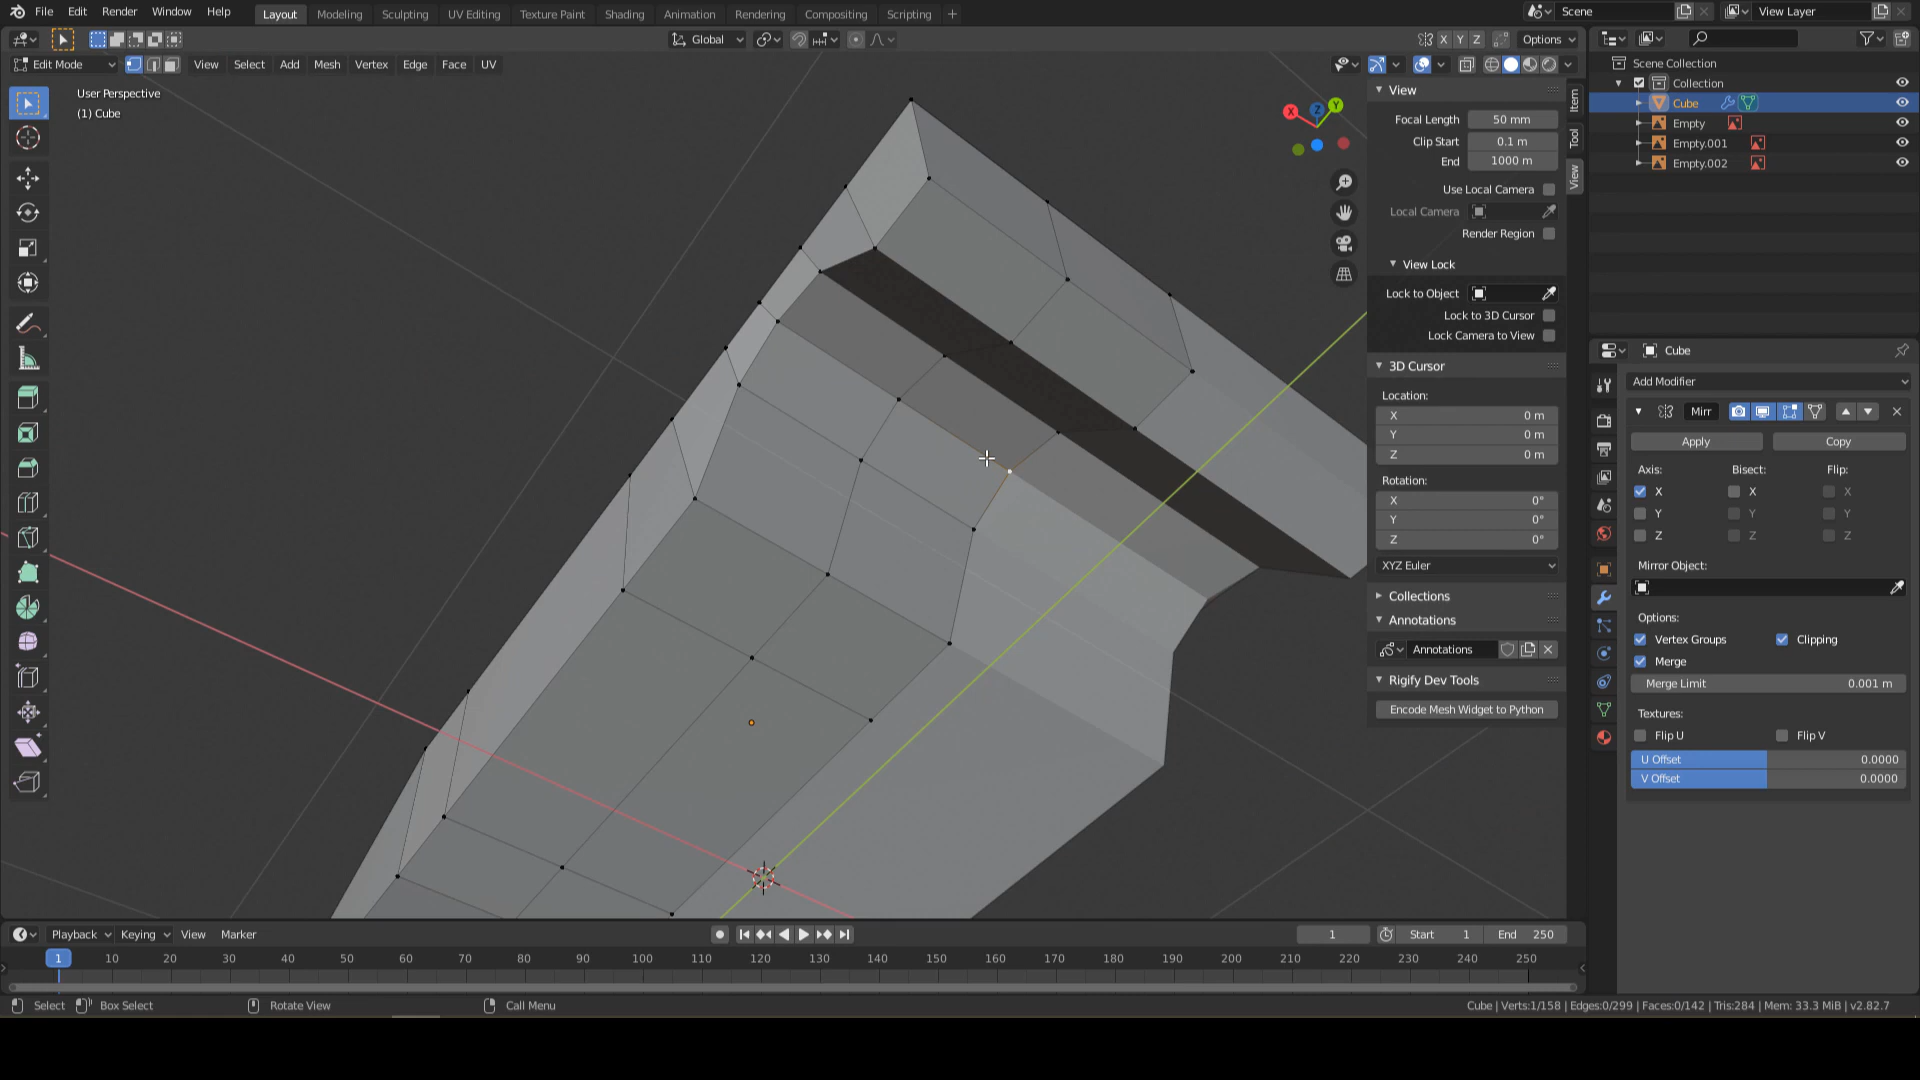 File Edit Render Window Help Layout Modeling Sculpting UV Editing Texture Paint Shading Animation Rendering Compositing Scripting + Scene View Layer
Global X Y Z Options
Edit Mode View Select Add Mesh Vertex Edge Face UV
User Perspective
(1) Cube
X Y Z
View
Focal Length 50 mm
Clip Start 0.1 m
End 1000 m
Use Local Camera
Local Camera
Render Region
View Lock
Lock to Object
Lock to 3D Cursor
Lock Camera to View
3D Cursor
Location:
X 0 m
Y 0 m
Z 0 m
Rotation:
X 0°
Y 0°
Z 0°
XYZ Euler
Collections
Annotations
Annotations
Rigify Dev Tools
Encode Mesh Widget to Python
Item
Tool
View
Scene Collection
Collection
Cube
Empty
Empty.001
Empty.002
Cube
Add Modifier
Mirr
Apply Copy
Axis: Bisect: Flip:
X X X
Y Y Y
Z Z Z
Mirror Object:
Options:
Vertex Groups Clipping
Merge
Merge Limit 0.001 m
Textures:
Flip U Flip V
U Offset 0.0000
V Offset 0.0000
Playback Keying View Marker 1 Start 1 End 250
1 10 20 30 40 50 60 70 80 90 100 110 120 130 140 150 160 170 180 190 200 210 220 230 240 250
Select Box Select Rotate View Call Menu Cube | Verts:1/158 | Edges:0/299 | Faces:0/142 | Tris:284 | Mem: 33.3 MiB | v2.82.7